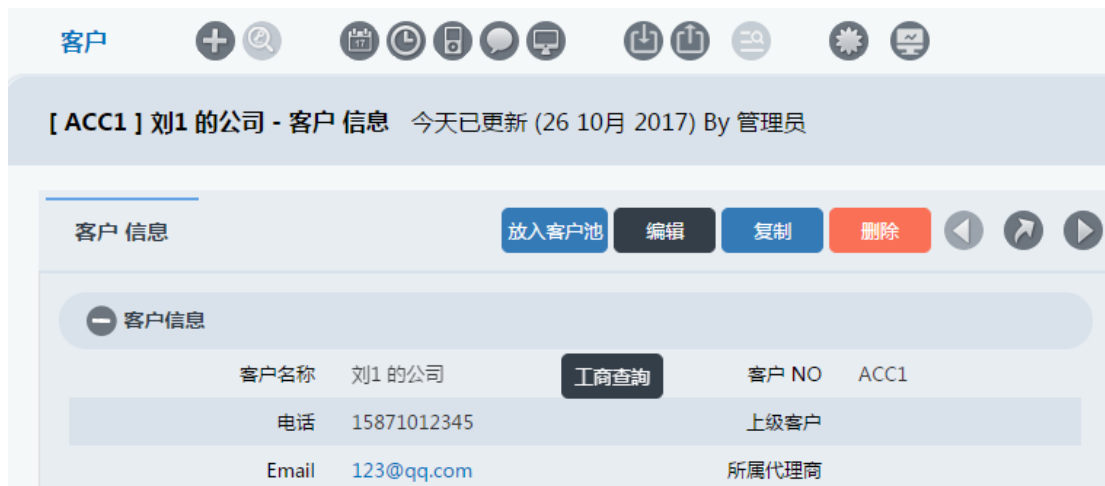 客户
17
[ ACC1 ] 刘1 的公司 - 客户 信息 今天已更新 (26 10月 2017) By 管理员
客户 信息 放入客户池 编辑 复制 删除
客户信息
客户名称 刘1 的公司 工商查詢 客户 NO ACC1
电话 15871012345 上级客户
Email 123@qq.com 所属代理商